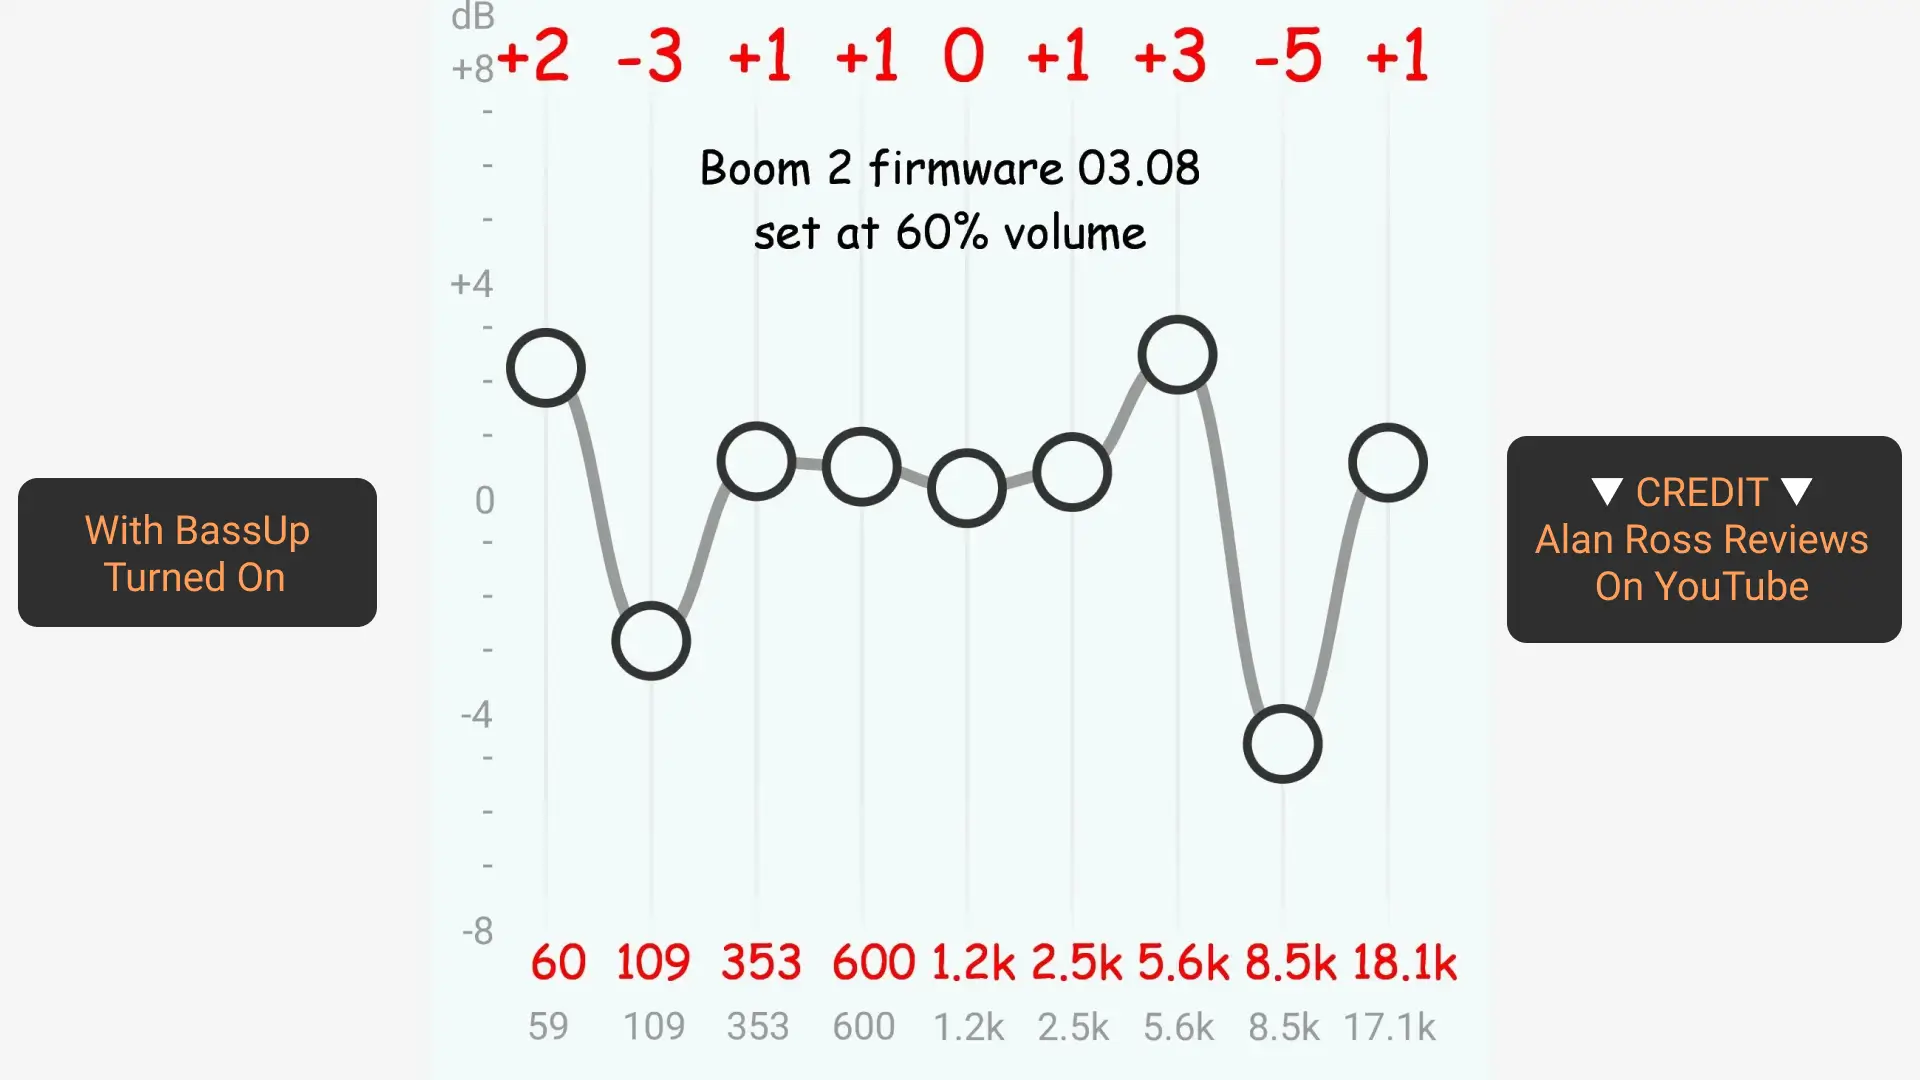 dB
+8
+2 -3 +1 +1 0 +1 +3 -5 +1
-
Boom 2 firmware 03.08
-
set at 60% volume
-
+4
-
-
-
0
-
-
-
-4
-
-
-
-8
With BassUp
Turned On
▼ CREDIT ▼
Alan Ross Reviews
On YouTube
60 109 353 600 1.2k 2.5k 5.6k 8.5k 18.1k
59 109 353 600 1.2k 2.5k 5.6k 8.5k 17.1k